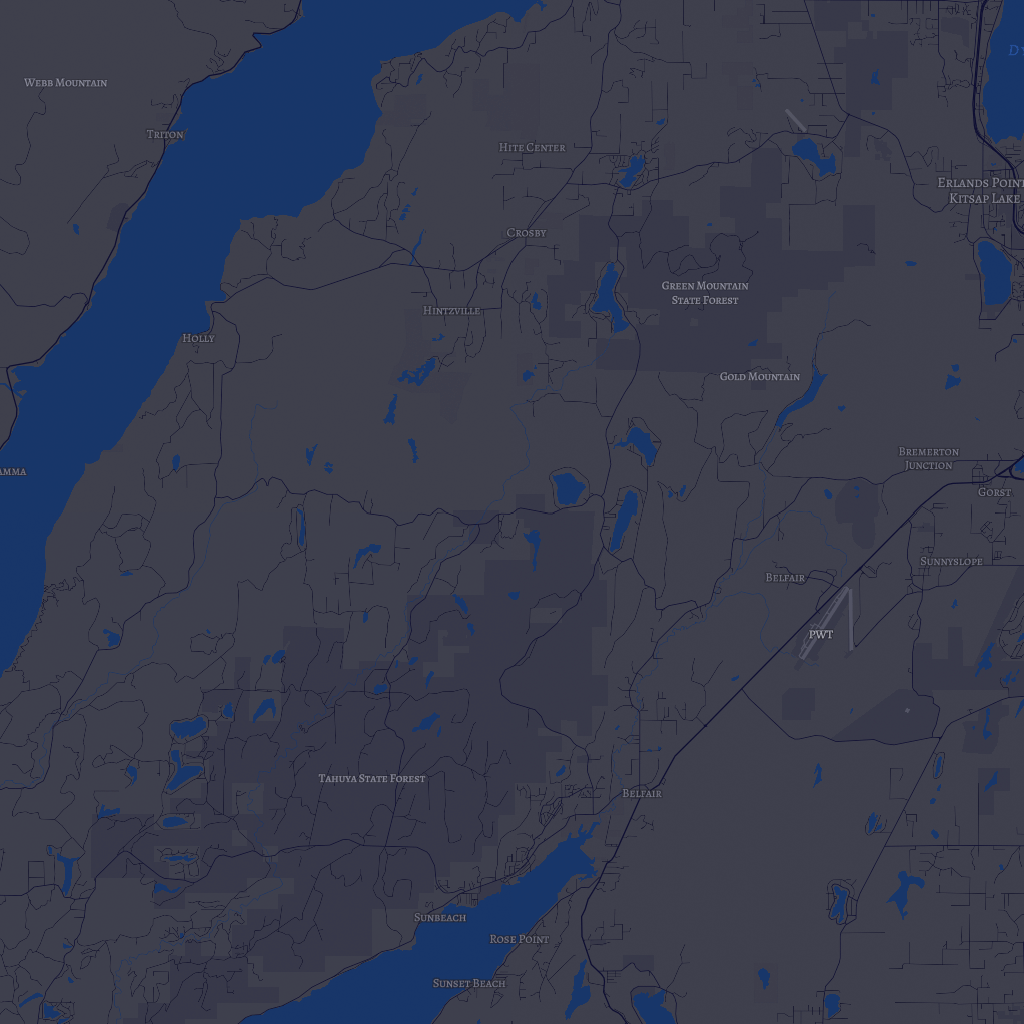 Webb Mountain
Triton
Hite Center
Erlands Point
Kitsap Lake
Crosby
Green Mountain
State Forest
Hintzville
Holly
Gold Mountain
Bremerton
Junction
Gorst
Sunnyslope
Belfair
PWT
Tahuya State Forest
Belfair
Sunbeach
Rose Point
Sunset Beach